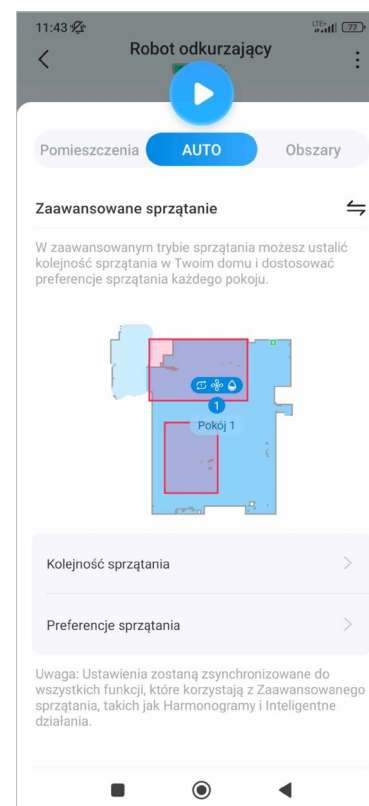 11:43
LTE+
77
Robot odkurzający
Pomieszczenia
AUTO
Obszary
Zaawansowane sprzątanie
W zaawansowanym trybie sprzątania możesz ustalić
kolejność sprzątania w Twoim domu i dostosować
preferencje sprzątania każdego pokoju.
1
Pokój 1
Kolejność sprzątania
Preferencje sprzątania
Uwaga: Ustawienia zostaną zsynchronizowane do
wszystkich funkcji, które korzystają z Zaawansowanego
sprzątania, takich jak Harmonogramy i Inteligentne
działania.